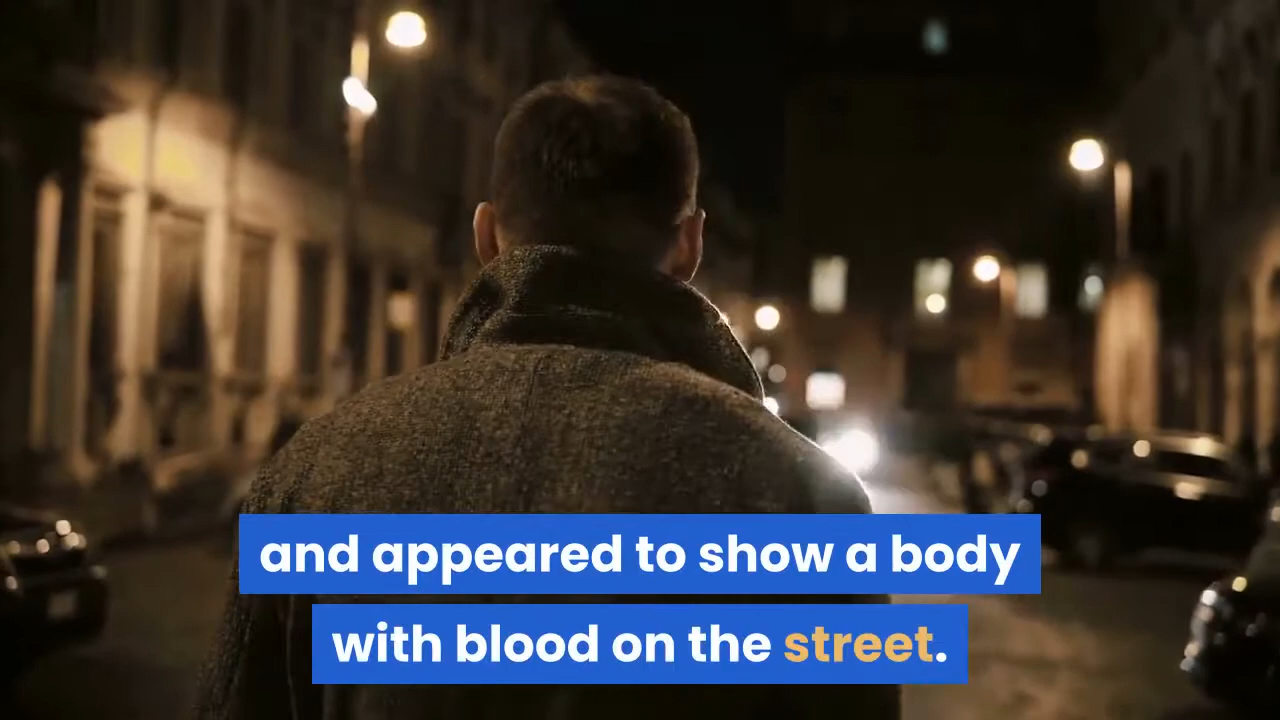 and appeared to show a body
with blood on the street.